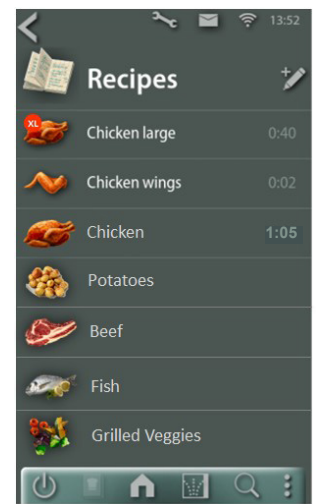 13:52
Recipes
XL
Chicken large 0:40
Chicken wings 0:02
Chicken 1:05
Potatoes
Beef
Fish
Grilled Veggies